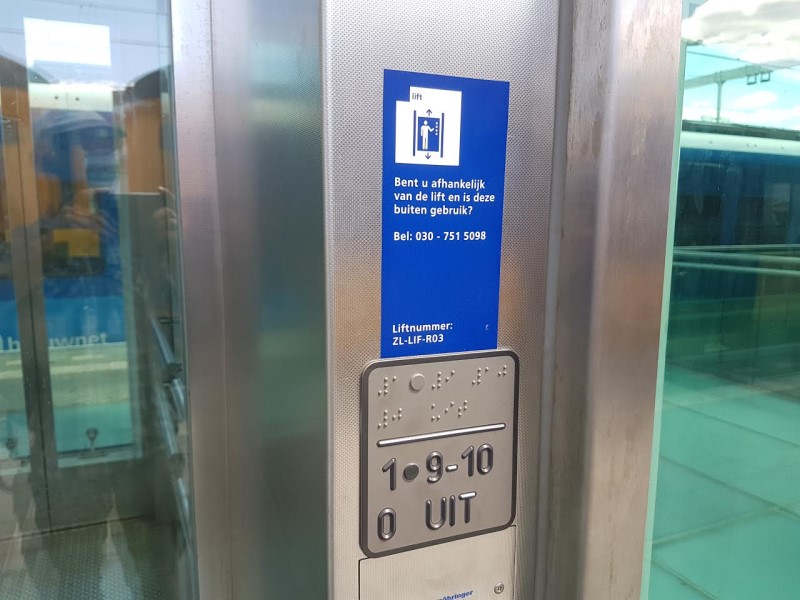 lift
Bent u afhankelijk
van de lift en is deze
buiten gebruik?
Bel: 030 - 751 5098
Liftnummer:
ZL-LIF-R03
1 • 9-10
0 UIT